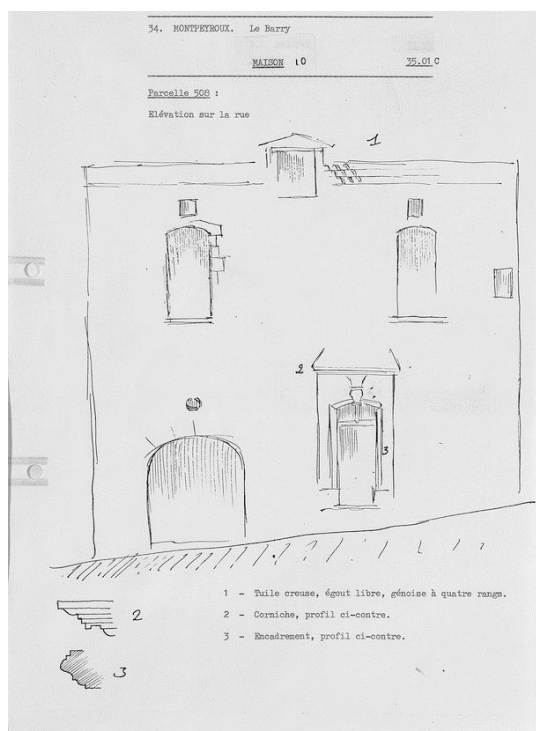 34. MONTPEYROUX. Le Barry
MAISON 10
35.01 C
Parcelle 508 :
Elévation sur la rue
1
2
3
1 - Tuile creuse, égout libre, génoise à quatre rangs.
2 - Corniche, profil ci-contre.
3 - Encadrement, profil ci-contre.
2
3